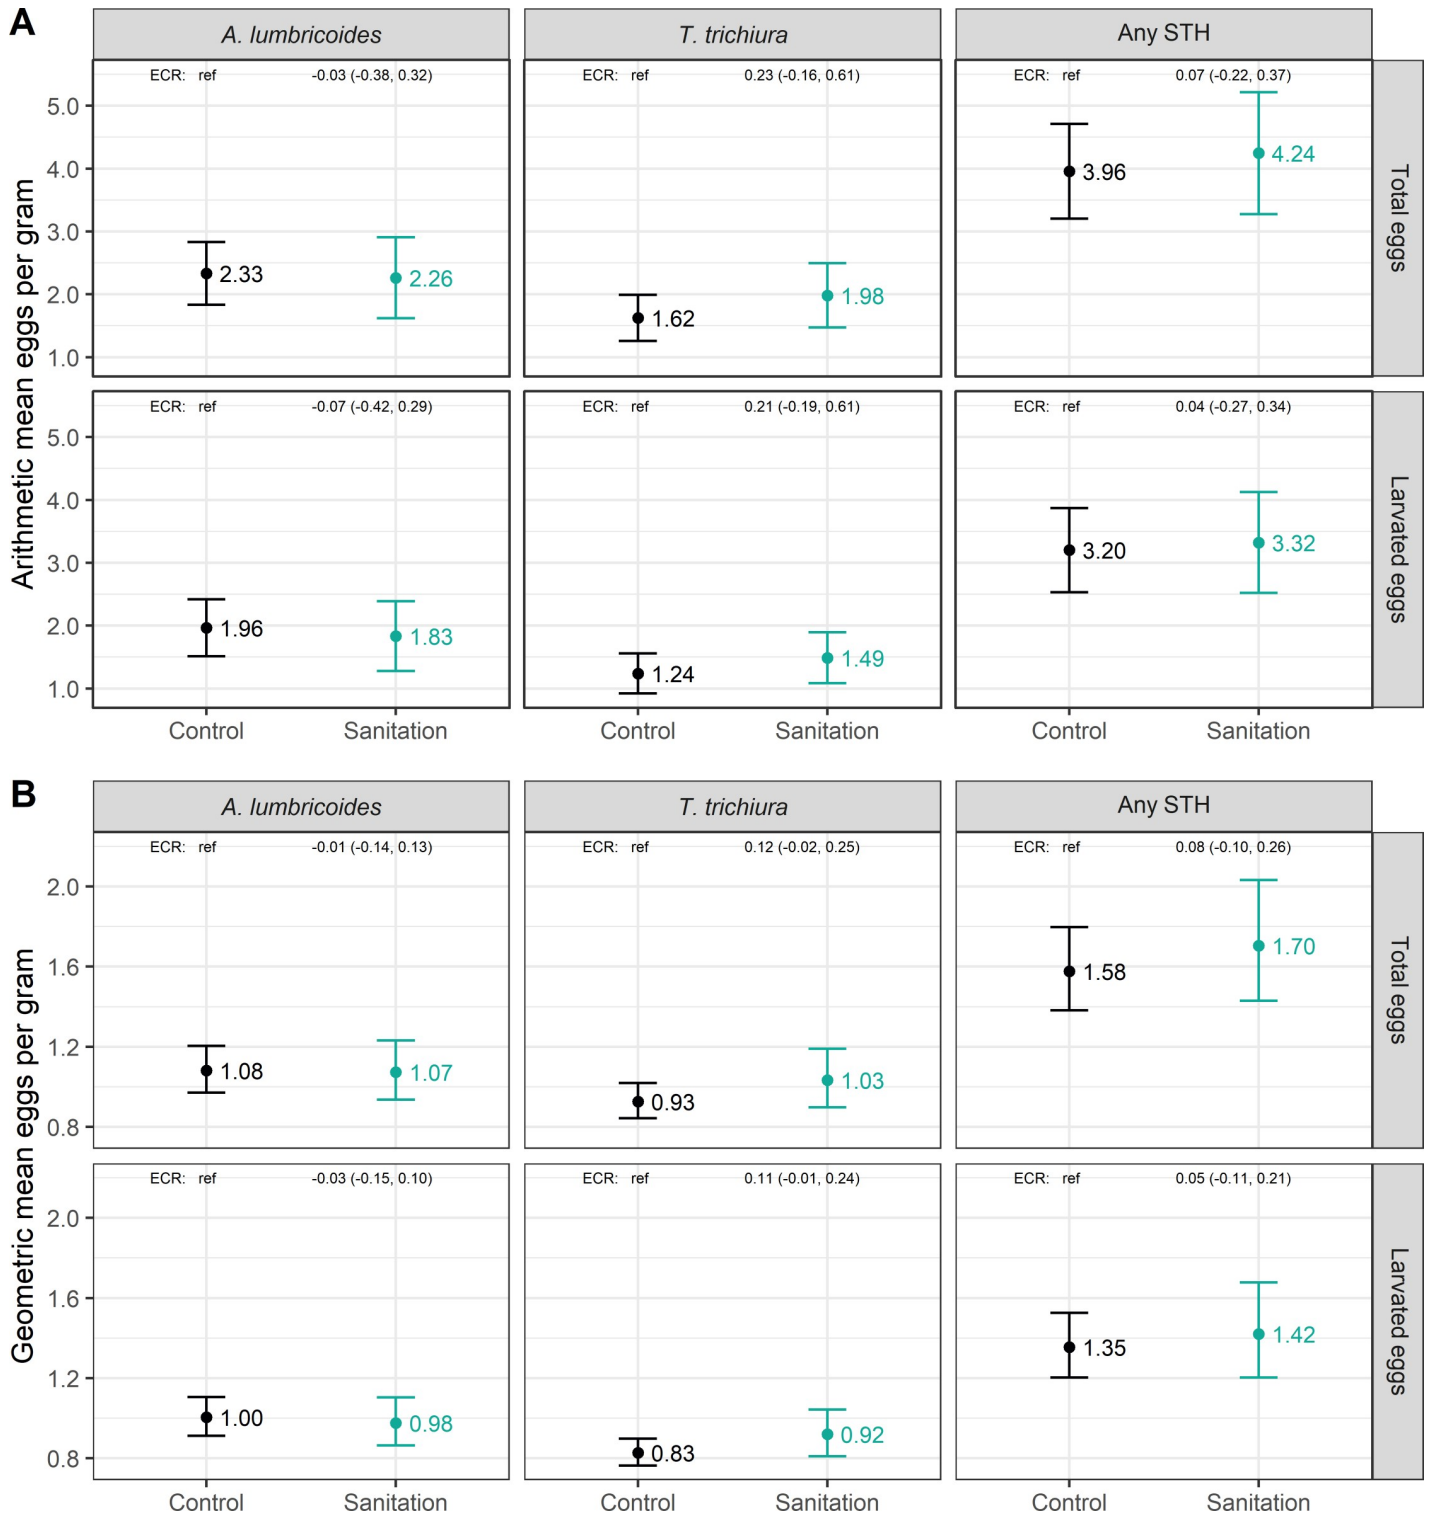 A
A. lumbricoides
T. trichiura
Any STH
Arithmetic mean eggs per gram
ECR: ref -0.03 (-0.38, 0.32)
ECR: ref 0.23 (-0.16, 0.61)
ECR: ref 0.07 (-0.22, 0.37)
5.0
4.0
3.0
2.0
1.0
2.33
2.26
1.62
1.98
3.96
4.24
Total eggs
ECR: ref -0.07 (-0.42, 0.29)
ECR: ref 0.21 (-0.19, 0.61)
ECR: ref 0.04 (-0.27, 0.34)
5.0
4.0
3.0
2.0
1.0
1.96
1.83
1.24
1.49
3.20
3.32
Larvated eggs
Control Sanitation
Control Sanitation
Control Sanitation
B
A. lumbricoides
T. trichiura
Any STH
Geometric mean eggs per gram
ECR: ref -0.01 (-0.14, 0.13)
ECR: ref 0.12 (-0.02, 0.25)
ECR: ref 0.08 (-0.10, 0.26)
2.0
1.6
1.2
0.8
1.08
1.07
0.93
1.03
1.58
1.70
Total eggs
ECR: ref -0.03 (-0.15, 0.10)
ECR: ref 0.11 (-0.01, 0.24)
ECR: ref 0.05 (-0.11, 0.21)
2.0
1.6
1.2
0.8
1.00
0.98
0.83
0.92
1.35
1.42
Larvated eggs
Control Sanitation
Control Sanitation
Control Sanitation